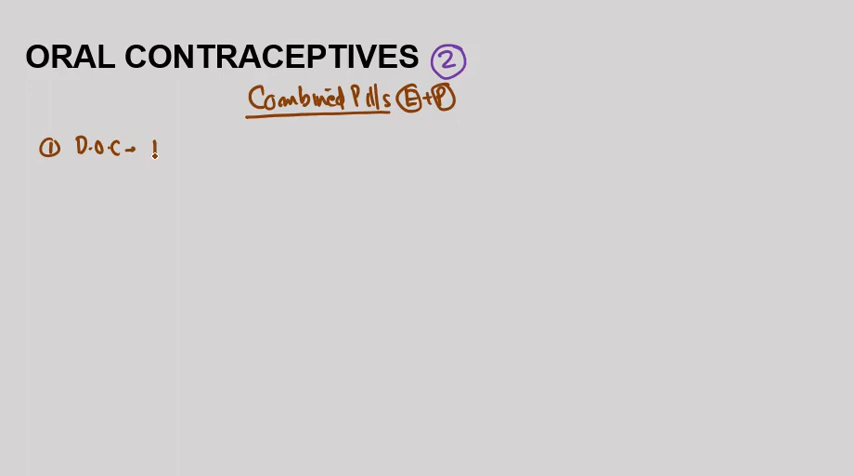 ORAL CONTRACEPTIVES ②
Combined Pills Ⓔ+Ⓟ
① D.O.C →